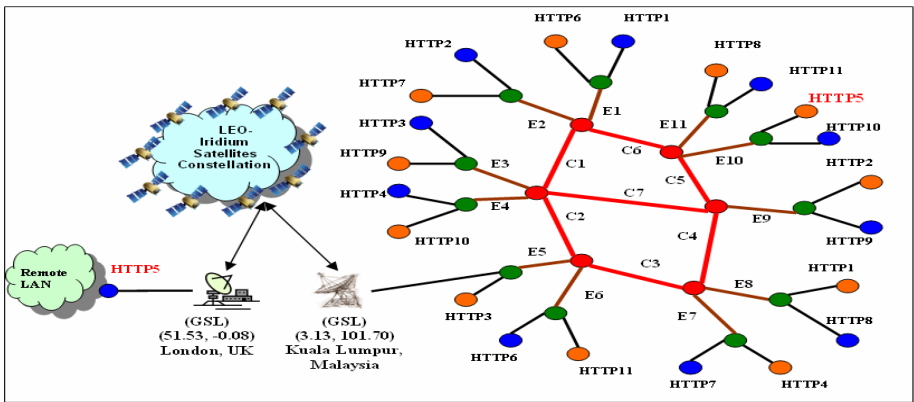 HTTP6
HTTP1
HTTP2
HTTP8
HTTP11
HTTP7
HTTP5
LEO-
Iridium
Satellites
Constellation
HTTP3
E2
E1
E11
HTTP10
C6
E10
HTTP9
E3
C1
HTTP2
C5
HTTP4
C7
E4
C2
E9
C4
HTTP10
HTTP9
E5
C3
HTTP1
Remote
LAN
HTTP5
E6
E8
E7
HTTP3
(GSL)
(51.53, -0.08)
London, UK
(GSL)
(3.13, 101.70)
Kuala Lumpur,
Malaysia
HTTP8
HTTP6
HTTP11
HTTP7
HTTP4